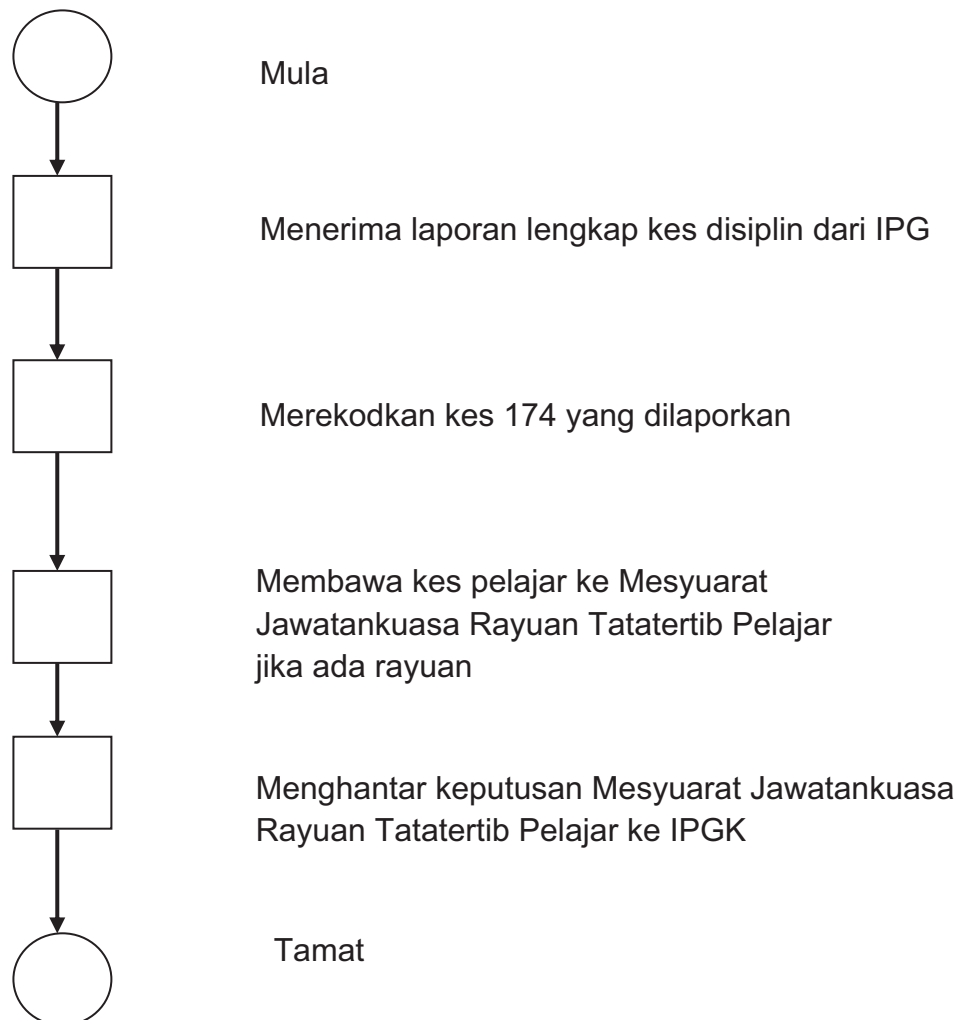 Mula
Menerima laporan lengkap kes disiplin dari IPG
Merekodkan kes 174 yang dilaporkan
Membawa kes pelajar ke Mesyuarat
Jawatankuasa Rayuan Tatatertib Pelajar
jika ada rayuan
Menghantar keputusan Mesyuarat Jawatankuasa
Rayuan Tatatertib Pelajar ke IPGK
Tamat